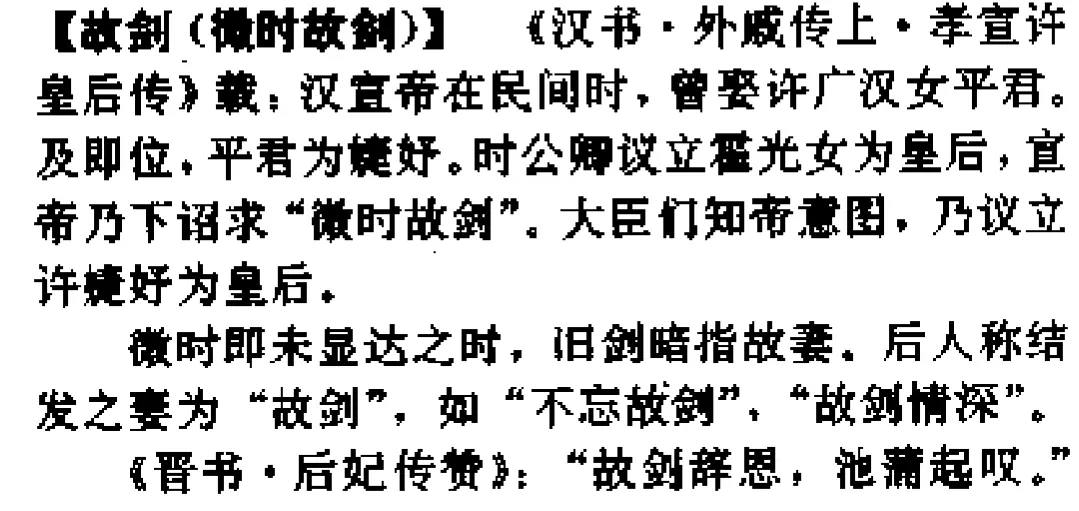 【故剑（微时故剑）】 《汉书·外戚传上·孝宣许
皇后传》载：汉宣帝在民间时，曾娶许广汉女平君。
及即位，平君为婕妤。时公卿议立霍光女为皇后，宣
帝乃下诏求“微时故剑”。大臣们知帝意图，乃议立
许婕妤为皇后。
微时即未显达之时，旧剑暗指故妻。后人称结
发之妻为“故剑”，如“不忘故剑”、“故剑情深”。
《晋书·后妃传赞》：“故剑辞恩，池蒲起叹。”